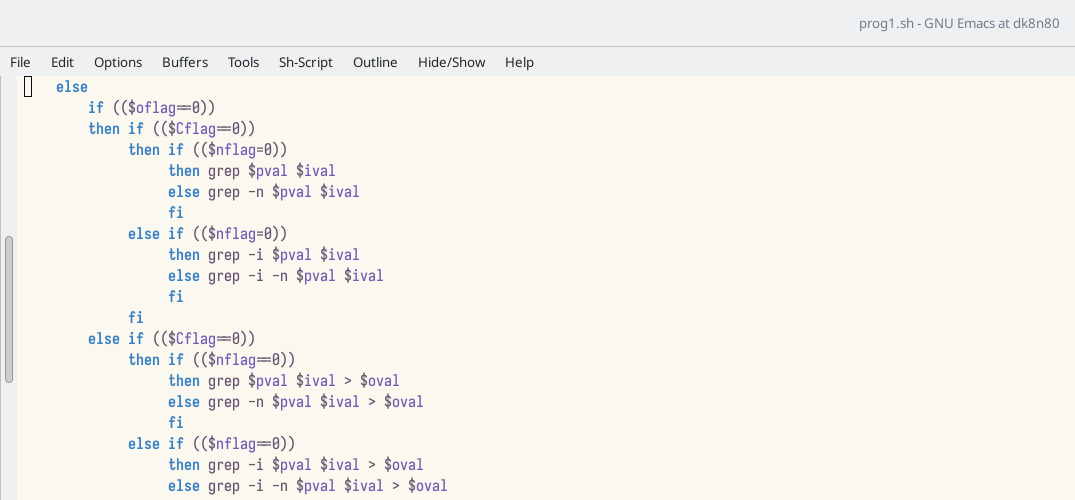 prog1.sh - GNU Emacs at dk8n80
File Edit Options Buffers Tools Sh-Script Outline Hide/Show Help
else
if (($oflag==0))
then if (($Cflag==0))
then if (($nflag=0))
then grep $pval $ival
else grep -n $pval $ival
fi
else if (($nflag=0))
then grep -i $pval $ival
else grep -i -n $pval $ival
fi
fi
else if (($Cflag==0))
then if (($nflag==0))
then grep $pval $ival > $oval
else grep -n $pval $ival > $oval
fi
else if (($nflag==0))
then grep -i $pval $ival > $oval
else grep -i -n $pval $ival > $oval